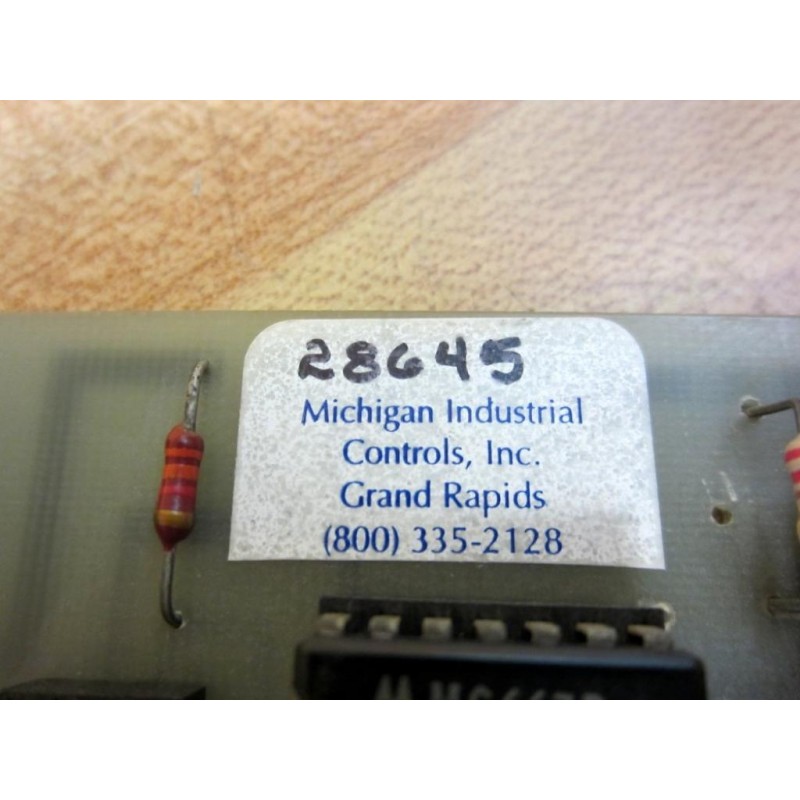 28645
Michigan Industrial
Controls, Inc.
Grand Rapids
(800) 335-2128